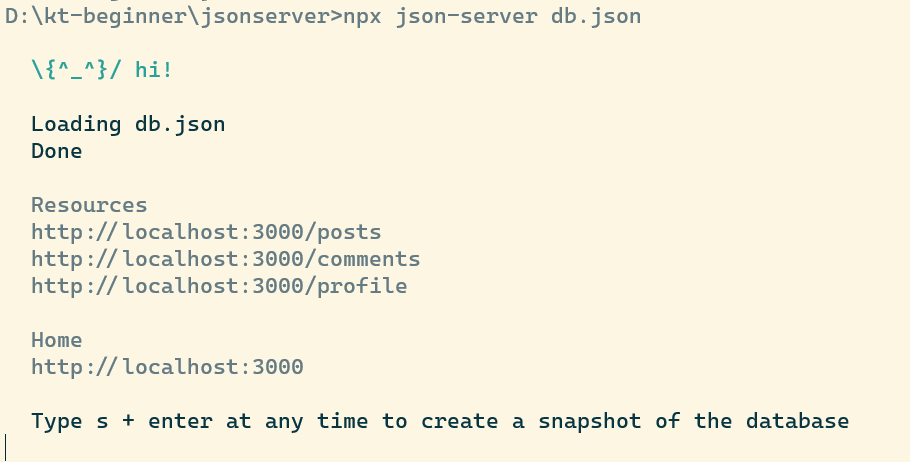 D:\kt-beginner\jsonserver>npx json-server db.json
\{^_^}/ hi!
Loading db.json
Done
Resources
http://localhost:3000/posts
http://localhost:3000/comments
http://localhost:3000/profile
Home
http://localhost:3000
Type s + enter at any time to create a snapshot of the database